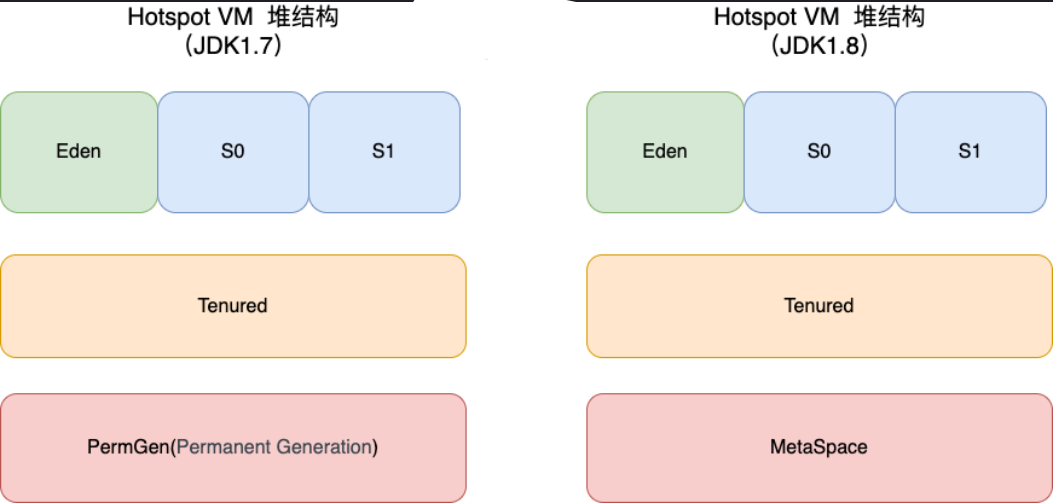 Hotspot VM 堆结构
（JDK1.7）
Eden
S0
S1
Tenured
PermGen(Permanent Generation)
Hotspot VM 堆结构
（JDK1.8）
Eden
S0
S1
Tenured
MetaSpace